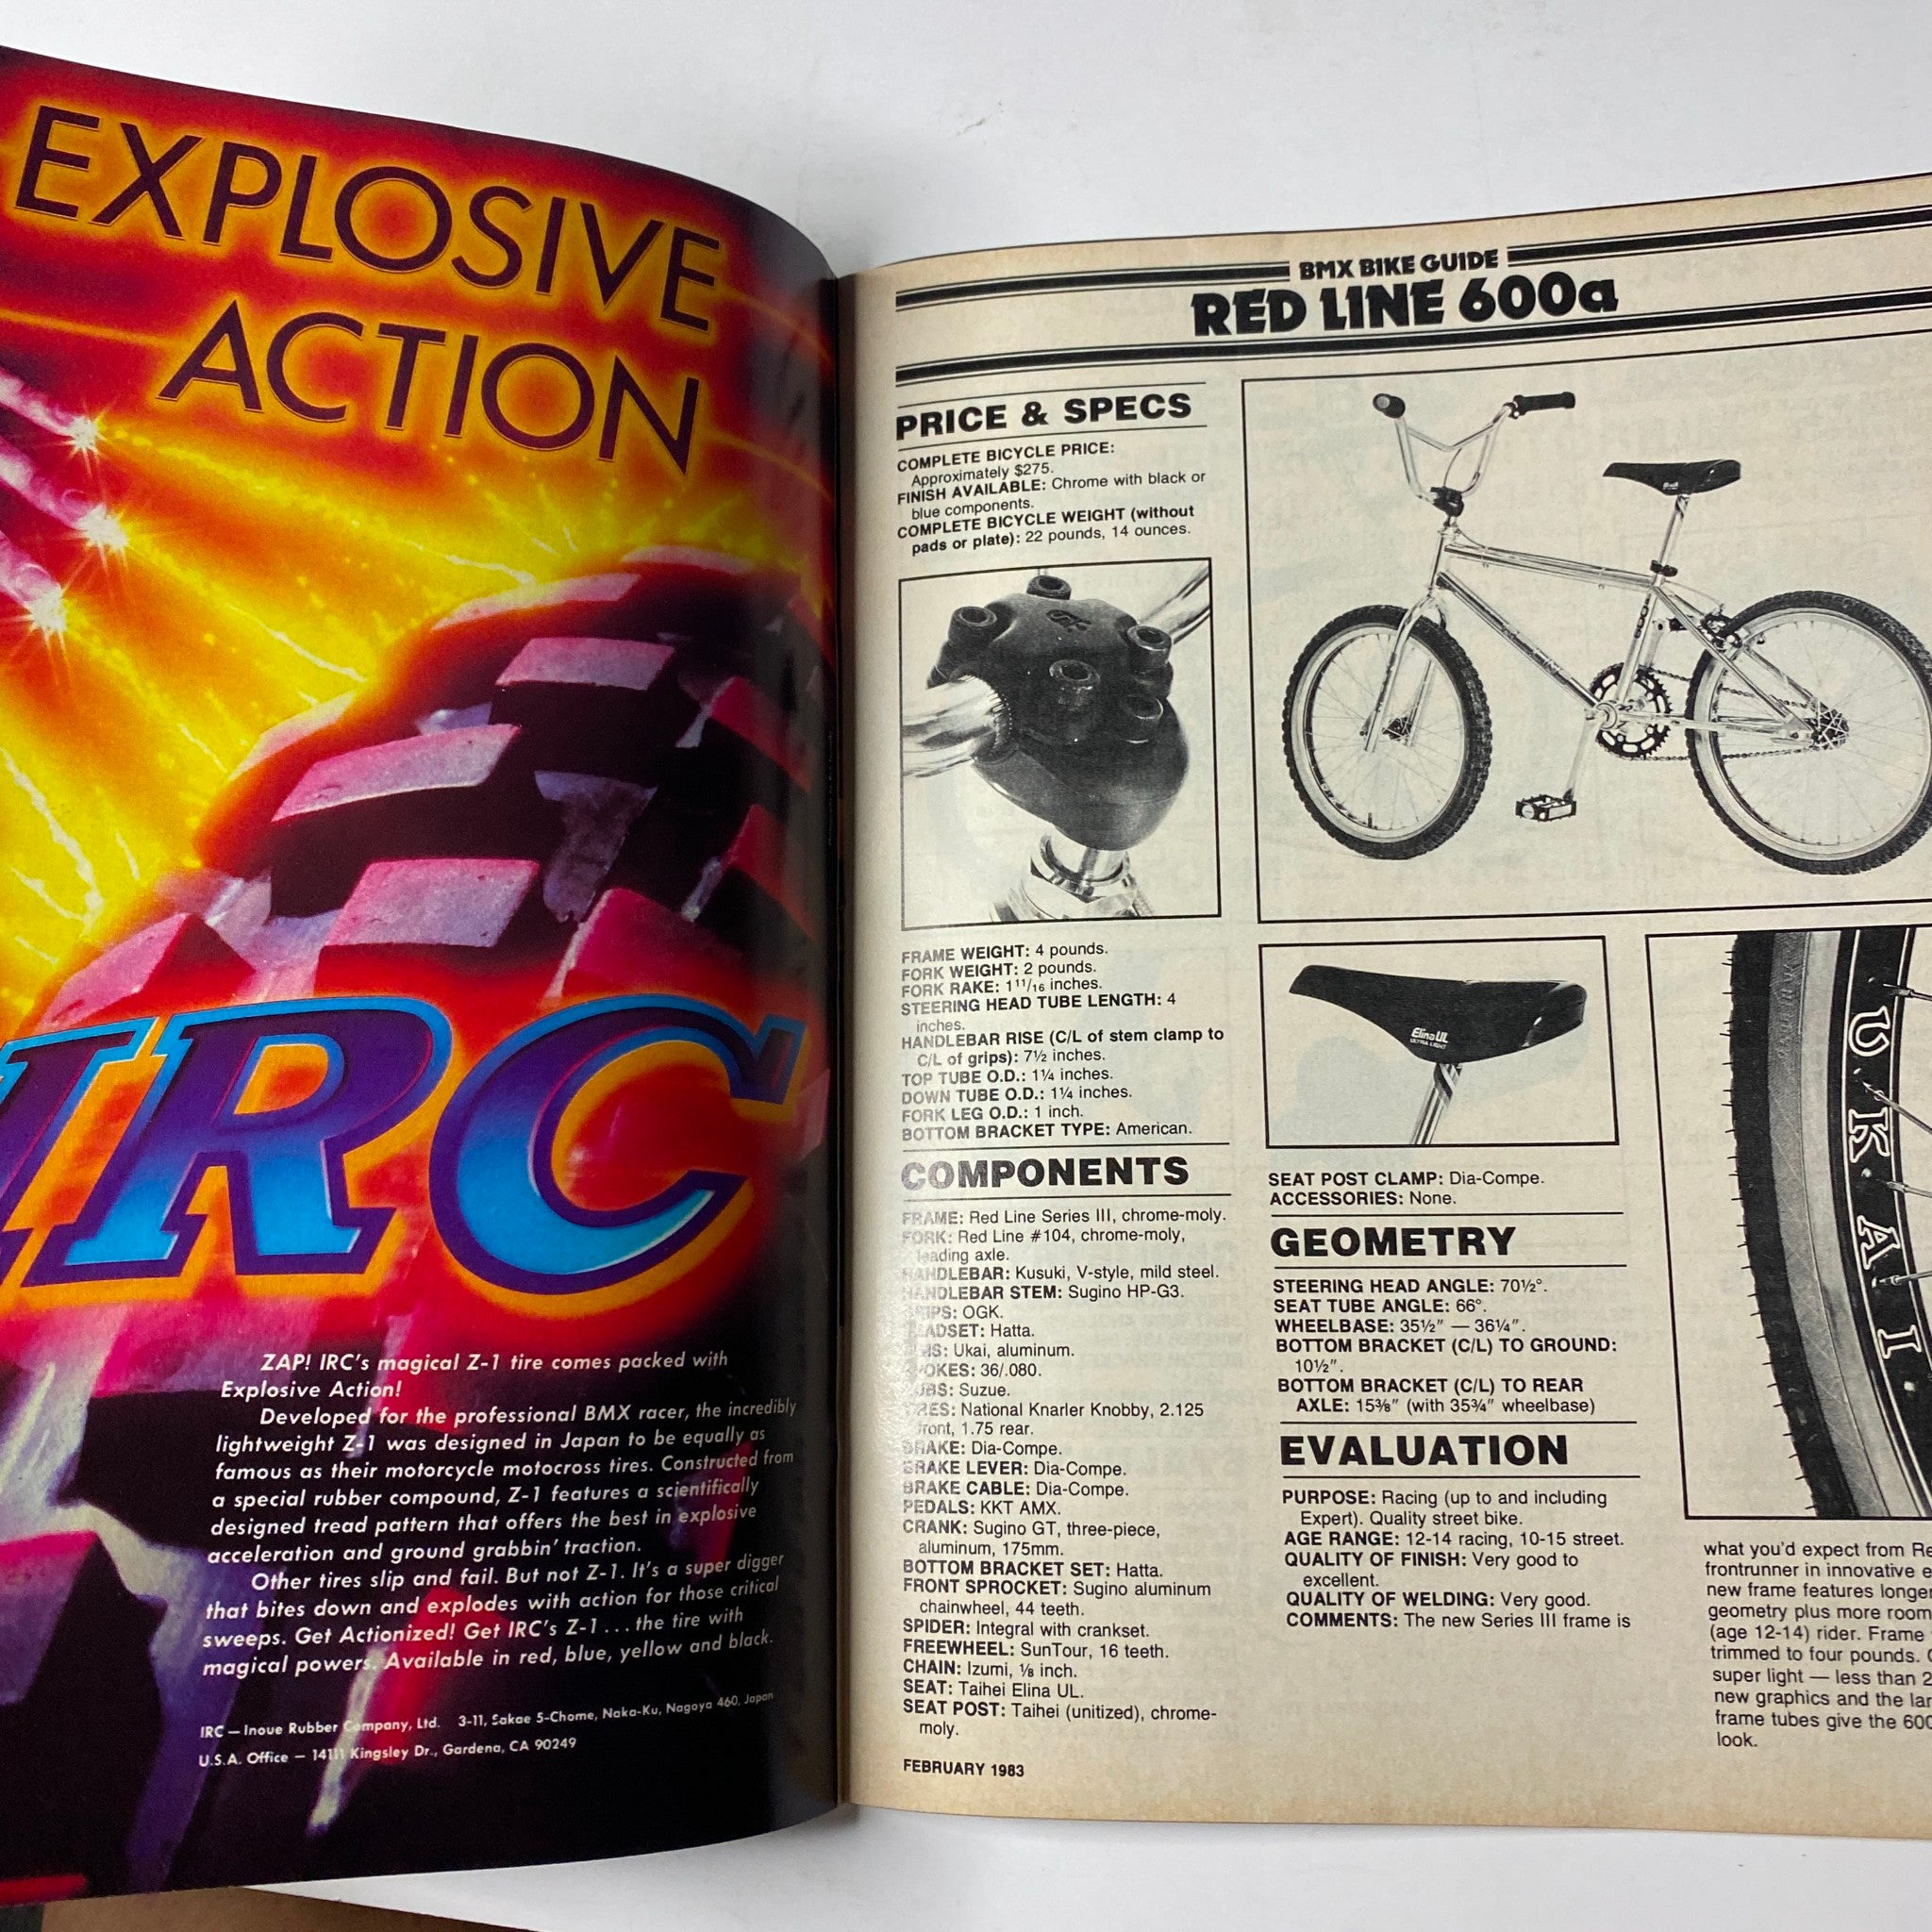 EXPLOSIVE
ACTION
IRC
ZAP! IRC's magical Z-1 tire comes packed with
Explosive Action!
Developed for the professional BMX racer, the incredibly
lightweight Z-1 was designed in Japan to be equally as
famous as their motorcycle motocross tires. Constructed from
a special rubber compound, Z-1 features a scientifically
designed tread pattern that offers the best in explosive
acceleration and ground grabbin' traction.
Other tires slip and fail. But not Z-1. It's a super digger
that bites down and explodes with action for those critical
sweeps. Get Actionized! Get IRC's Z-1 . . . the tire with
magical powers. Available in red, blue, yellow and black.
IRC — Inoue Rubber Company, Ltd. 3-11, Sakae 5-Chome, Naka-Ku, Nagoya 460, Japan
U.S.A. Office — 14111 Kingsley Dr., Gardena, CA 90249
BMX BIKE GUIDE
RED LINE 600a
PRICE & SPECS
COMPLETE BICYCLE PRICE:
Approximately $275.
FINISH AVAILABLE: Chrome with black or
blue components.
COMPLETE BICYCLE WEIGHT (without
pads or plate): 22 pounds, 14 ounces.
FRAME WEIGHT: 4 pounds.
FORK WEIGHT: 2 pounds.
FORK RAKE: 1 11/16 inches.
STEERING HEAD TUBE LENGTH: 4
inches.
HANDLEBAR RISE (C/L of stem clamp to
C/L of grips): 7½ inches.
TOP TUBE O.D.: 1¼ inches.
DOWN TUBE O.D.: 1¼ inches.
FORK LEG O.D.: 1 inch.
BOTTOM BRACKET TYPE: American.
COMPONENTS
FRAME: Red Line Series III, chrome-moly.
FORK: Red Line #104, chrome-moly,
leading axle.
HANDLEBAR: Kusuki, V-style, mild steel.
HANDLEBAR STEM: Sugino HP-G3.
GRIPS: OGK.
HEADSET: Hatta.
RIMS: Ukai, aluminum.
SPOKES: 36/.080.
HUBS: Suzue.
TIRES: National Knarler Knobby, 2.125
front, 1.75 rear.
BRAKE: Dia-Compe.
BRAKE LEVER: Dia-Compe.
BRAKE CABLE: Dia-Compe.
PEDALS: KKT AMX.
CRANK: Sugino GT, three-piece,
aluminum, 175mm.
BOTTOM BRACKET SET: Hatta.
FRONT SPROCKET: Sugino aluminum
chainwheel, 44 teeth.
SPIDER: Integral with crankset.
FREEWHEEL: SunTour, 16 teeth.
CHAIN: Izumi, ⅛ inch.
SEAT: Taihei Elina UL.
SEAT POST: Taihei (unitized), chrome-
moly.
FEBRUARY 1983
Elina UL
ULTRA LIGHT
SEAT POST CLAMP: Dia-Compe.
ACCESSORIES: None.
GEOMETRY
STEERING HEAD ANGLE: 70½°.
SEAT TUBE ANGLE: 66°.
WHEELBASE: 35½" — 36¼".
BOTTOM BRACKET (C/L) TO GROUND:
10½".
BOTTOM BRACKET (C/L) TO REAR
AXLE: 15⅜" (with 35¾" wheelbase)
EVALUATION
PURPOSE: Racing (up to and including
Expert). Quality street bike.
AGE RANGE: 12-14 racing, 10-15 street.
QUALITY OF FINISH: Very good to
excellent.
QUALITY OF WELDING: Very good.
COMMENTS: The new Series III frame is
UKAI
what you'd expect from
frontrunner in innovative
new frame features longer
geometry plus more room
(age 12-14) rider. Frame
trimmed to four pounds.
super light — less than
new graphics and the
frame tubes give the
look.